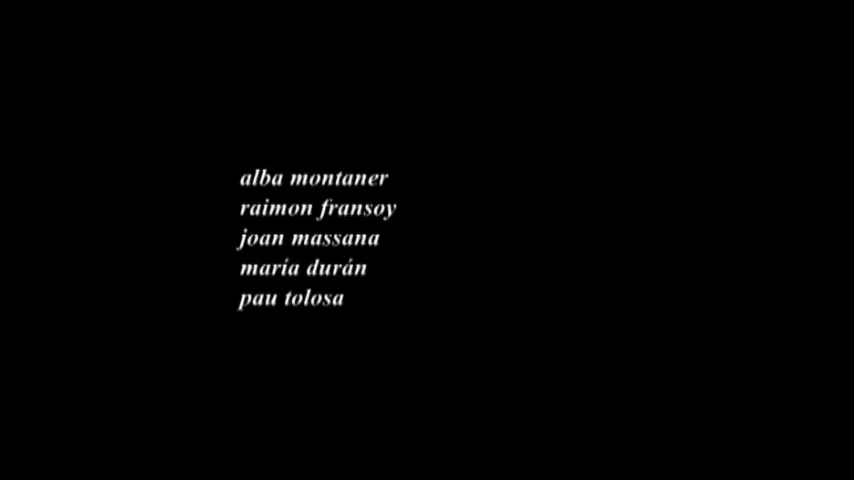 alba montaner
raimon fransoy
joan massana
maría durán
pau tolosa